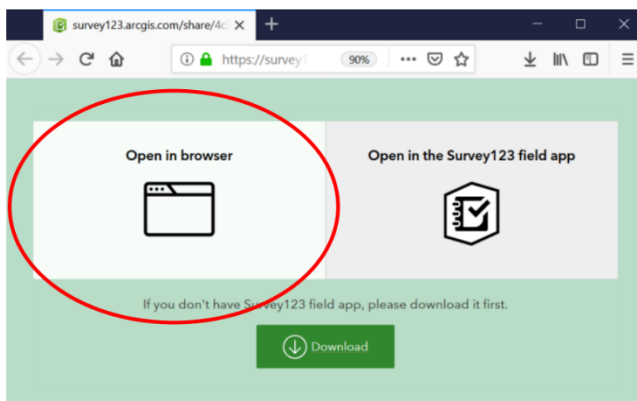 survey123.arcgis.com/share/4c
https://survey1
90%
Open in browser
Open in the Survey123 field app
If you don't have Survey123 field app, please download it first.
Download